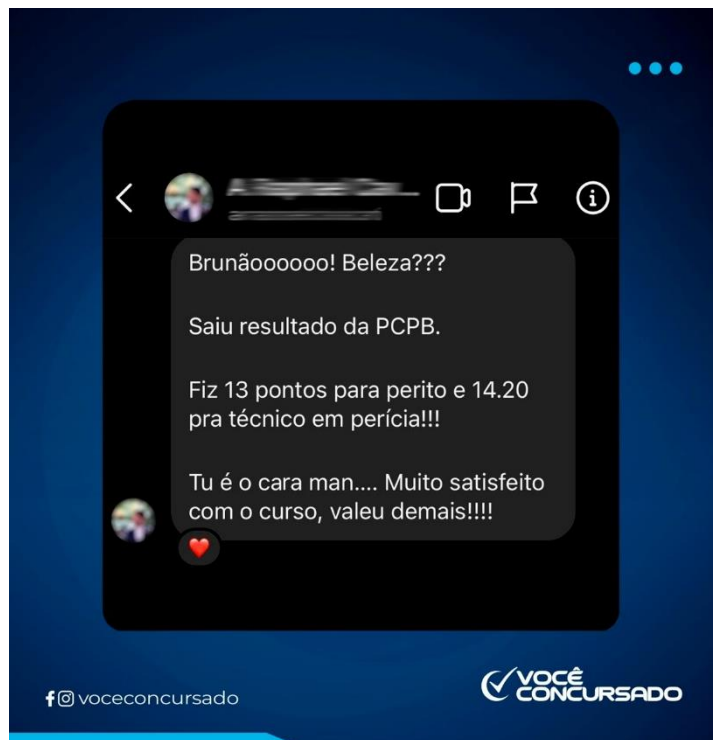 Brunãoooooo! Beleza???
Saiu resultado da PCPB.
Fiz 13 pontos para perito e 14.20
pra técnico em perícia!!!
Tu é o cara man.... Muito satisfeito
com o curso, valeu demais!!!!
voceconcursado
VOCÊ
CONCURSADO